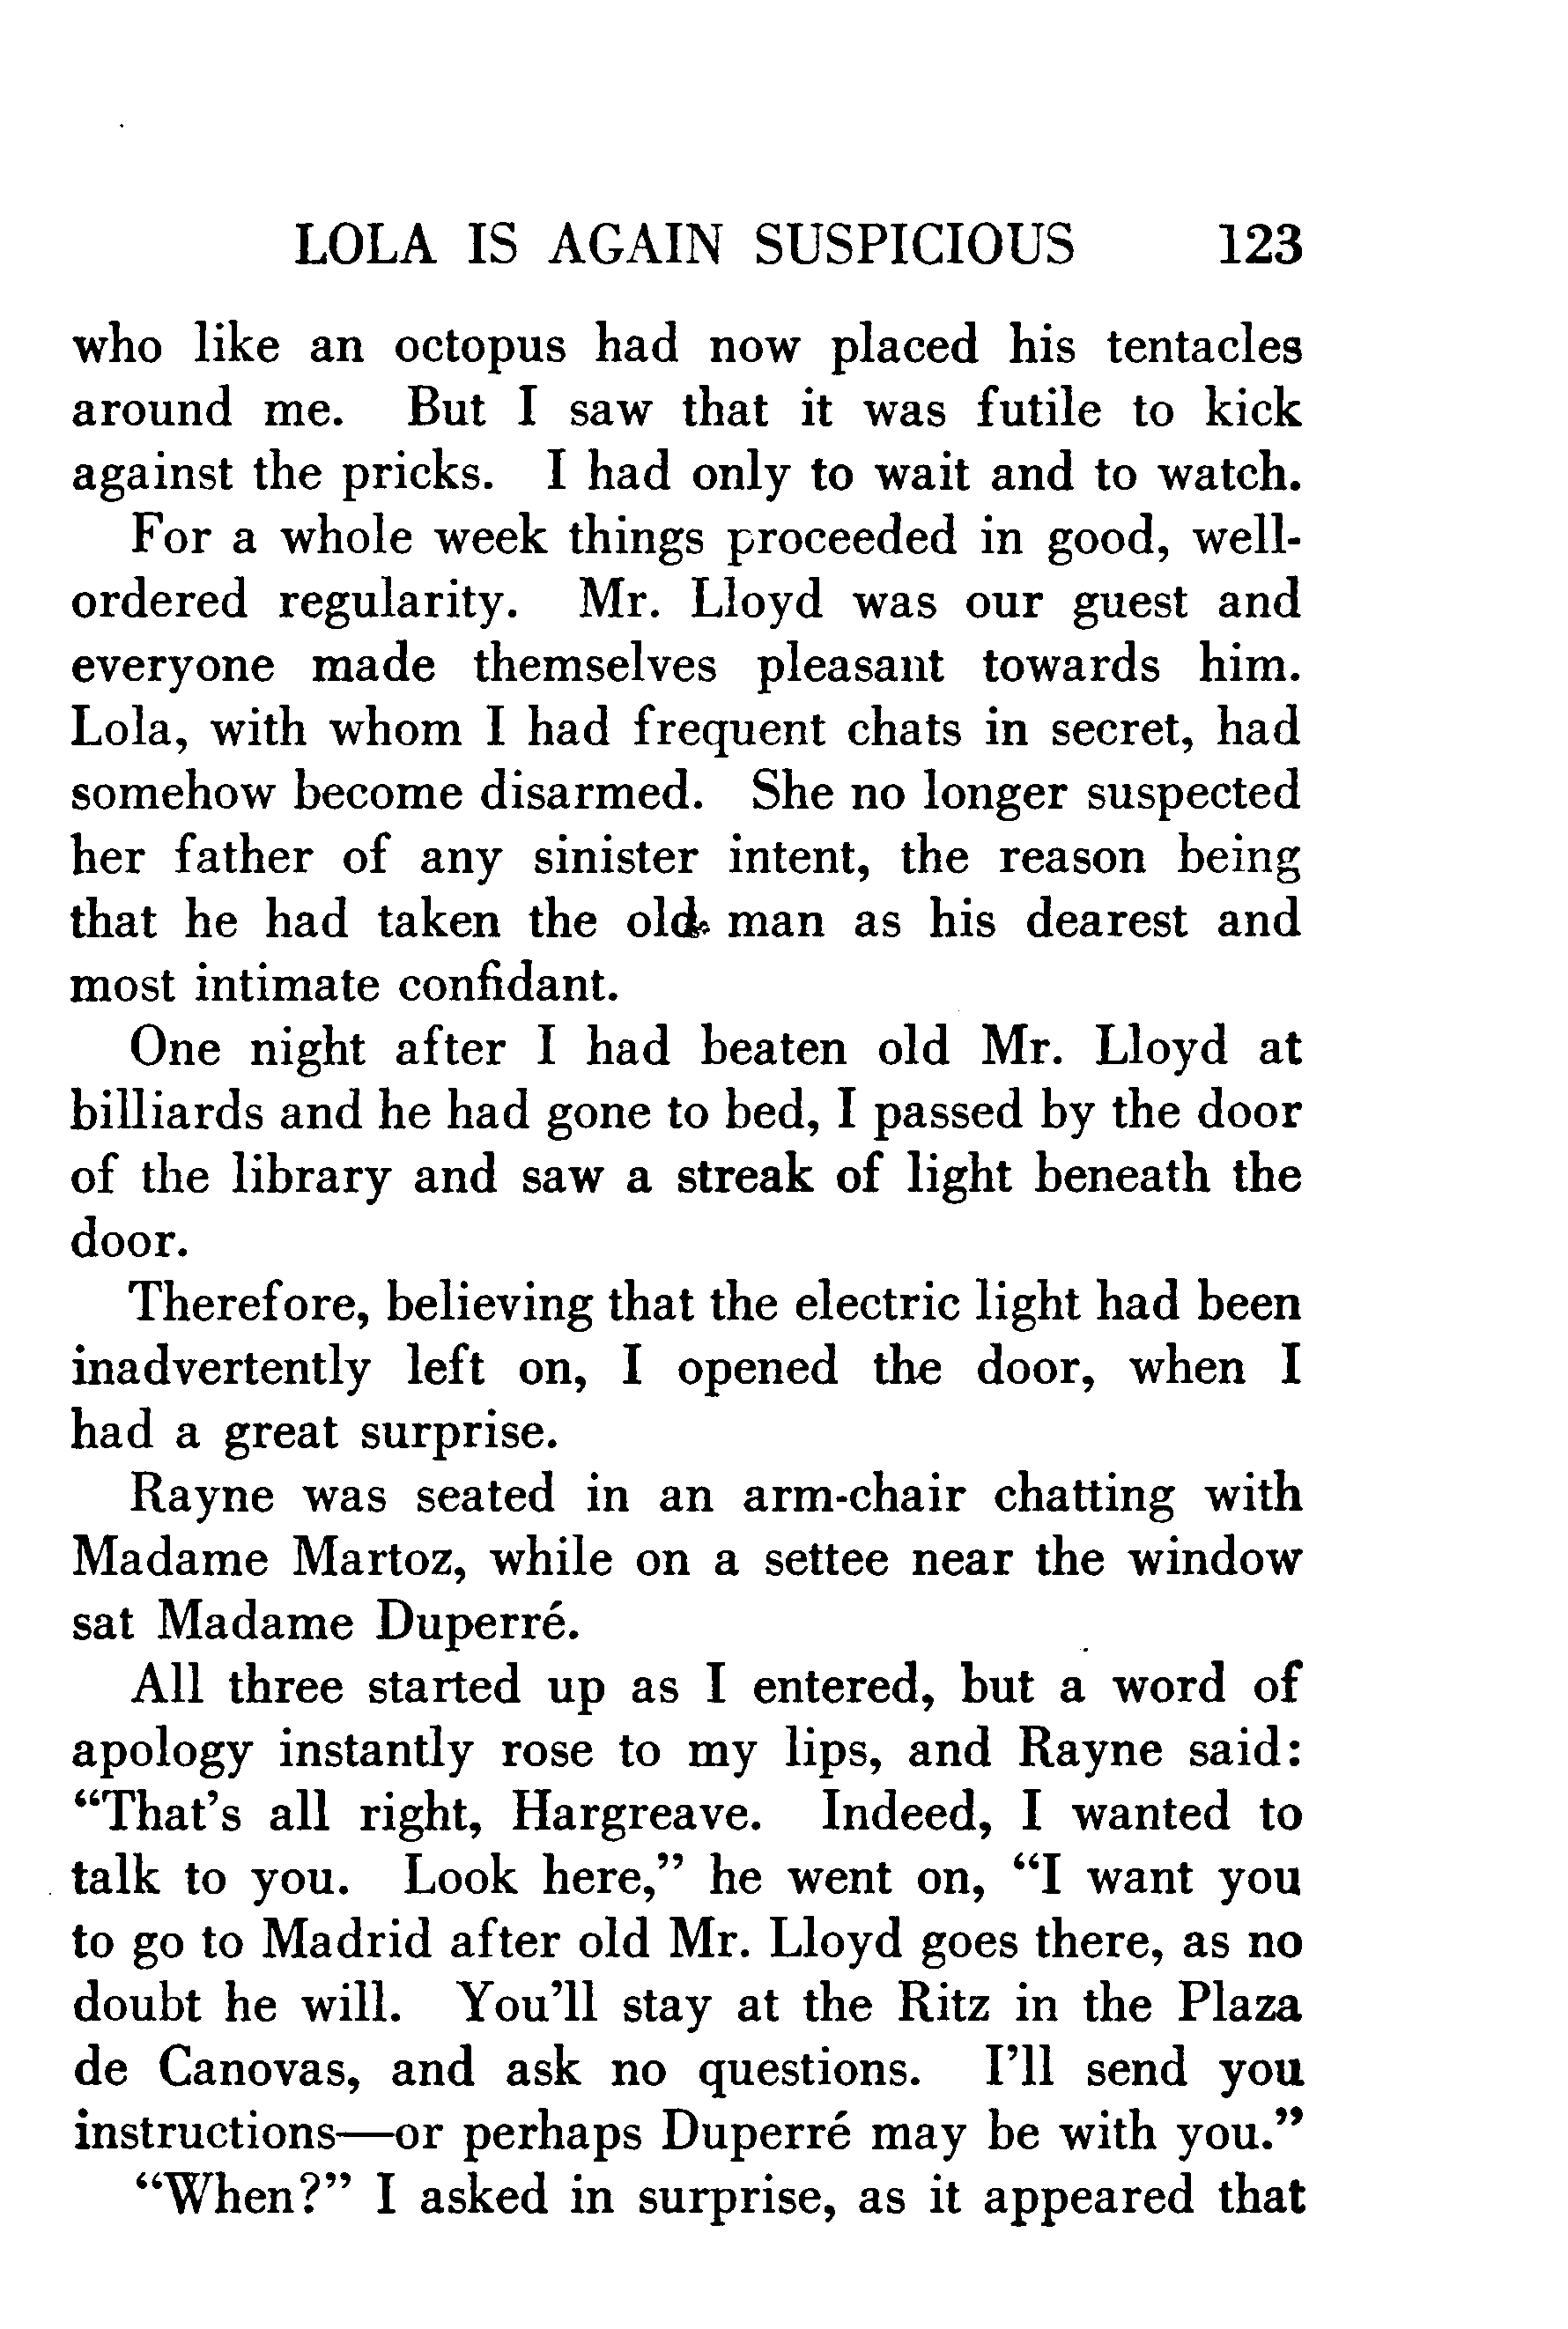 LOLA IS AGAIN SUSPICIOUS 123
who like an octopus had now placed his tentacles
around me. But I saw that it was futile to kick
against the pricks. I had only to wait and to watch.
For a whole week things proceeded in good, well-
ordered regularity. Mr. Lloyd was our guest and
everyone made themselves pleasant towards him.
Lola, with whom I had frequent chats in secret, had
somehow become disarmed. She no longer suspected
her father of any sinister intent, the reason being
that he had taken the old man as his dearest and
most intimate confidant.
One night after I had beaten old Mr. Lloyd at
billiards and he had gone to bed, I passed by the door
of the library and saw a streak of light beneath the
door.
Therefore, believing that the electric light had been
inadvertently left on, I opened the door, when I
had a great surprise.
Rayne was seated in an arm-chair chatting with
Madame Martoz, while on a settee near the window
sat Madame Duperré.
All three started up as I entered, but a word of
apology instantly rose to my lips, and Rayne said:
“That’s all right, Hargreave. Indeed, I wanted to
talk to you. Look here,” he went on, “I want you
to go to Madrid after old Mr. Lloyd goes there, as no
doubt he will. You’ll stay at the Ritz in the Plaza
de Canovas, and ask no questions. I’ll send you
instructions—or perhaps Duperré may be with you.”
“When?” I asked in surprise, as it appeared that